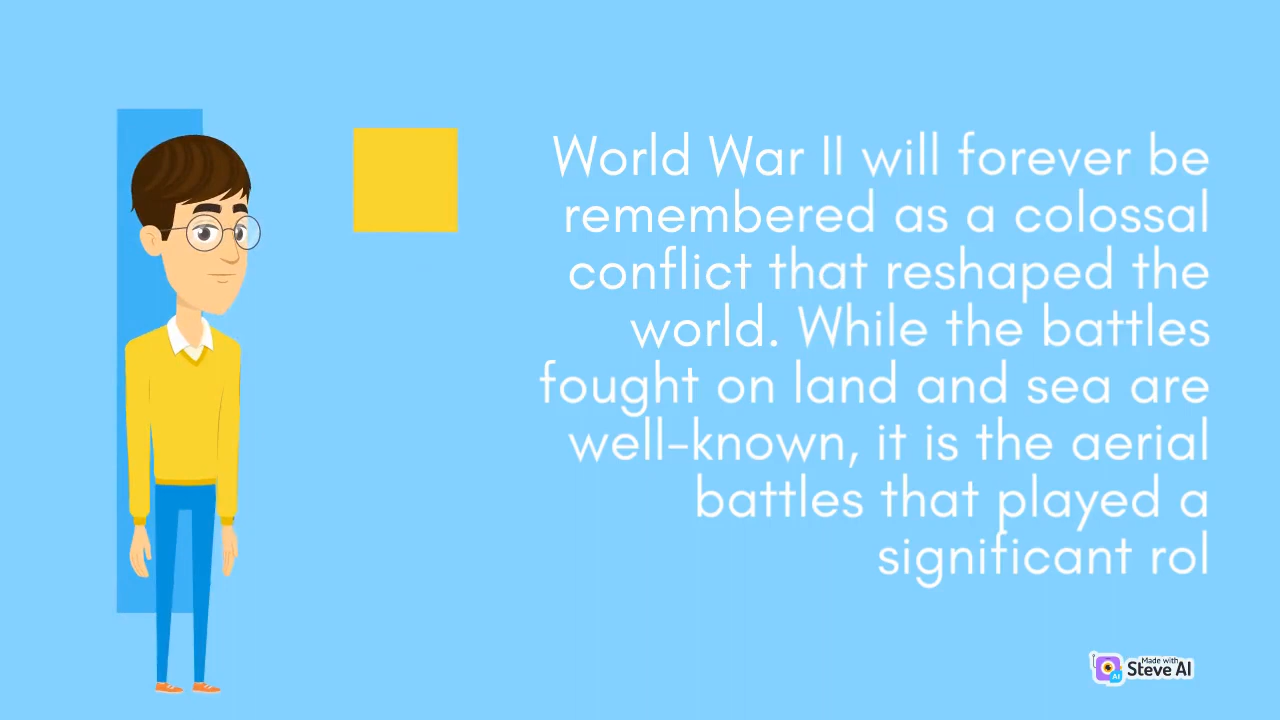 World War II will forever be
remembered as a colossal
conflict that reshaped the
world. While the battles
fought on land and sea are
well-known, it is the aerial
battles that played a
significant rol
Made with
Steve AI
AI